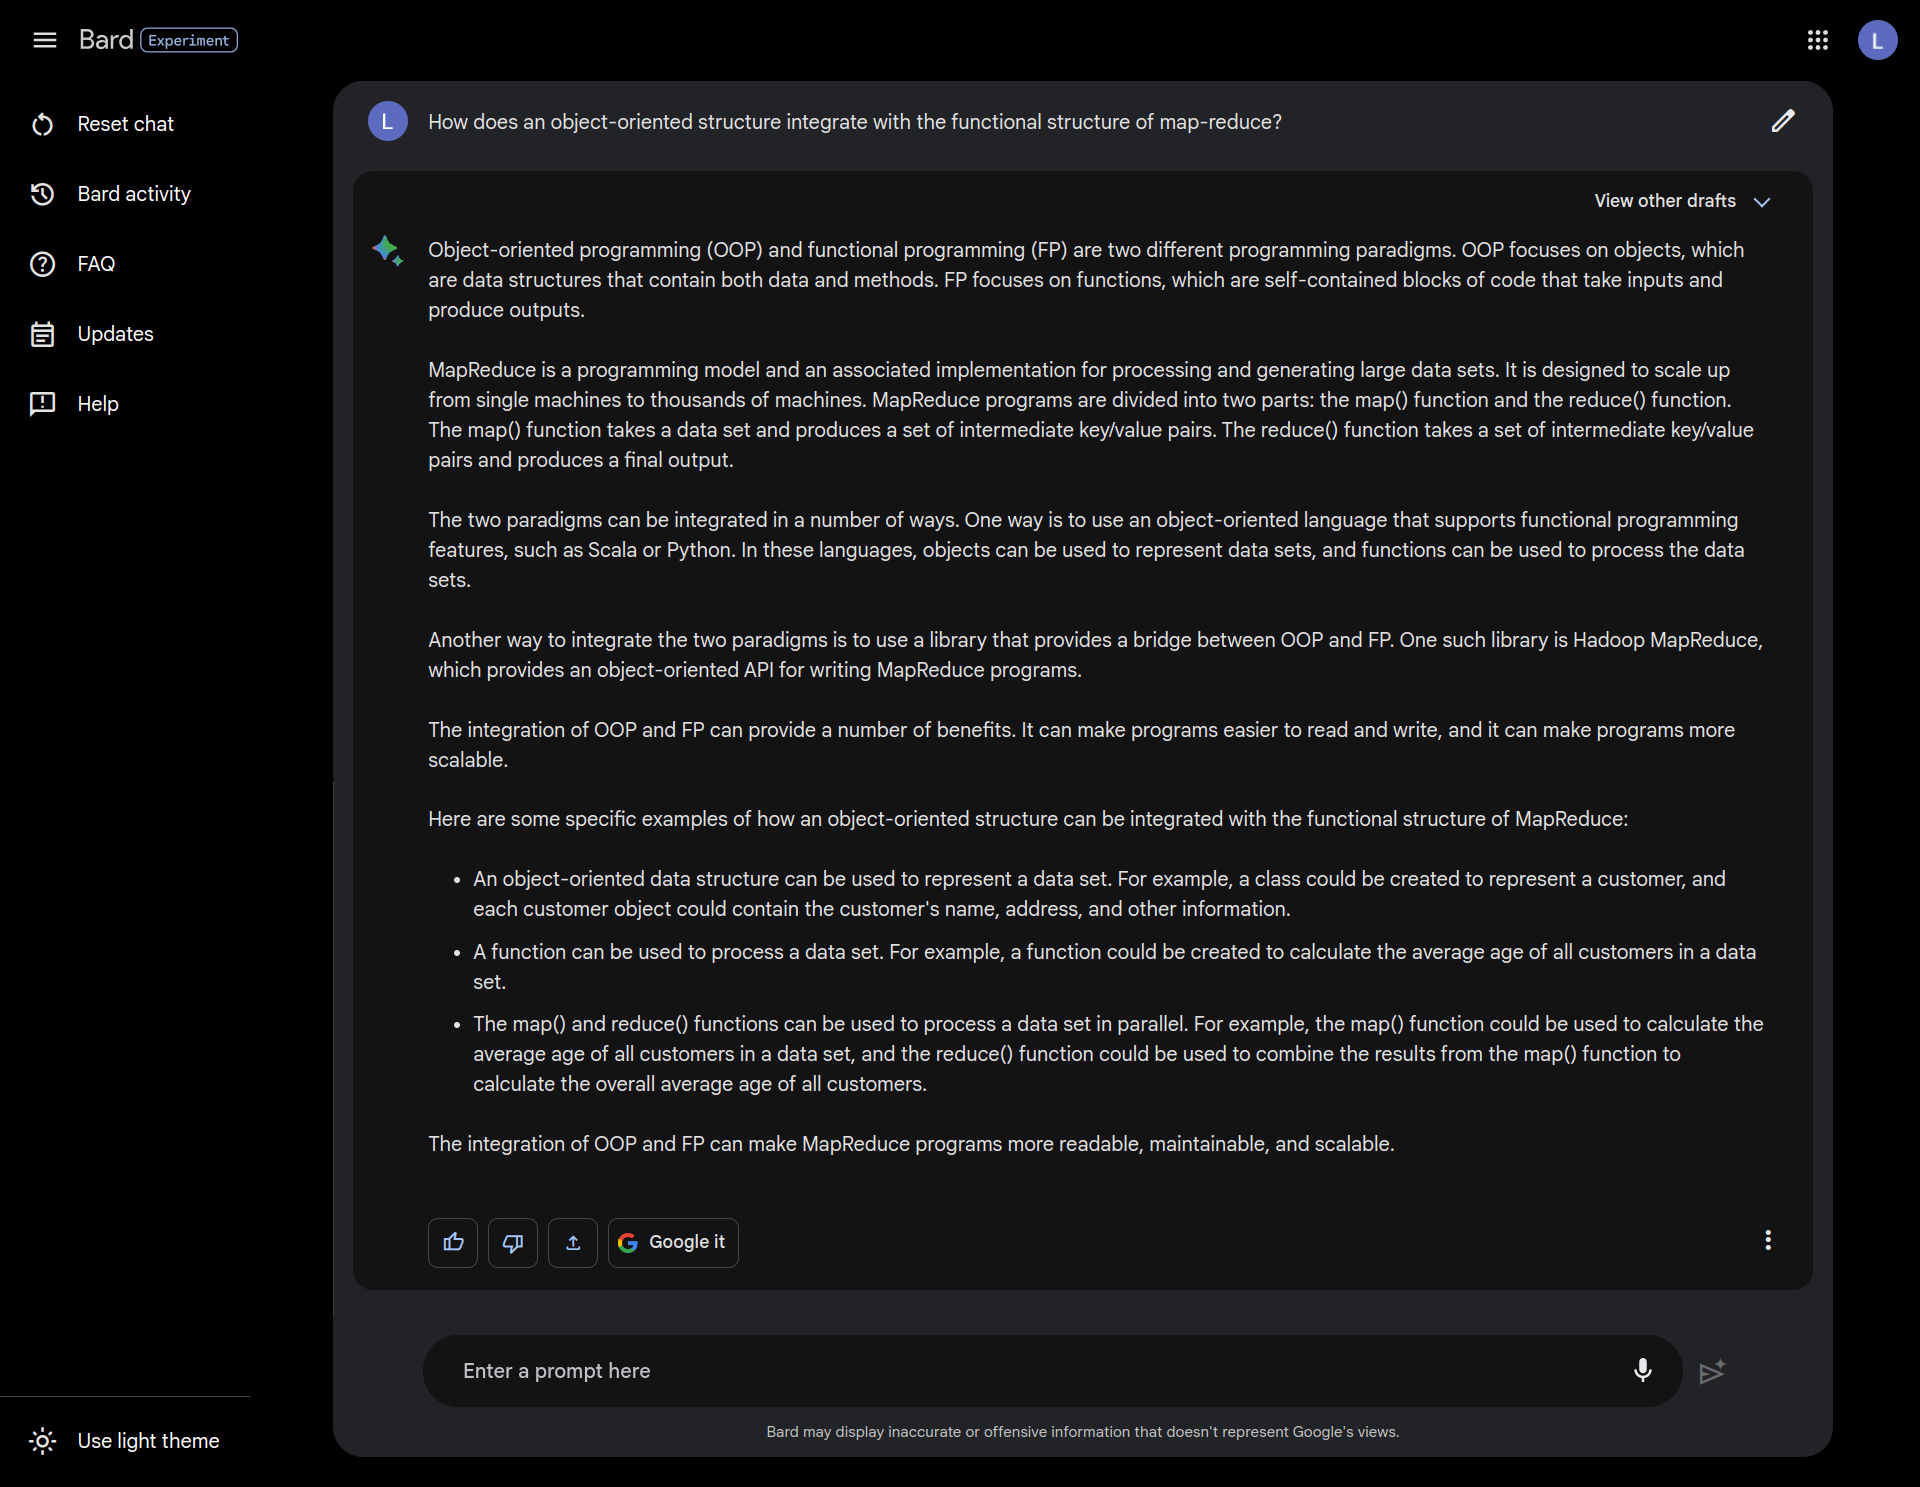 Bard Experiment
L
Reset chat
Bard activity
FAQ
Updates
Help
L
How does an object-oriented structure integrate with the functional structure of map-reduce?
View other drafts
Object-oriented programming (OOP) and functional programming (FP) are two different programming paradigms. OOP focuses on objects, which
are data structures that contain both data and methods. FP focuses on functions, which are self-contained blocks of code that take inputs and
produce outputs.
MapReduce is a programming model and an associated implementation for processing and generating large data sets. It is designed to scale up
from single machines to thousands of machines. MapReduce programs are divided into two parts: the map() function and the reduce() function.
The map() function takes a data set and produces a set of intermediate key/value pairs. The reduce() function takes a set of intermediate key/value
pairs and produces a final output.
The two paradigms can be integrated in a number of ways. One way is to use an object-oriented language that supports functional programming
features, such as Scala or Python. In these languages, objects can be used to represent data sets, and functions can be used to process the data
sets.
Another way to integrate the two paradigms is to use a library that provides a bridge between OOP and FP. One such library is Hadoop MapReduce,
which provides an object-oriented API for writing MapReduce programs.
The integration of OOP and FP can provide a number of benefits. It can make programs easier to read and write, and it can make programs more
scalable.
Here are some specific examples of how an object-oriented structure can be integrated with the functional structure of MapReduce:
• An object-oriented data structure can be used to represent a data set. For example, a class could be created to represent a customer, and
each customer object could contain the customer's name, address, and other information.
• A function can be used to process a data set. For example, a function could be created to calculate the average age of all customers in a data
set.
• The map() and reduce() functions can be used to process a data set in parallel. For example, the map() function could be used to calculate the
average age of all customers in a data set, and the reduce() function could be used to combine the results from the map() function to
calculate the overall average age of all customers.
The integration of OOP and FP can make MapReduce programs more readable, maintainable, and scalable.
Google it
Enter a prompt here
Bard may display inaccurate or offensive information that doesn't represent Google's views.
Use light theme